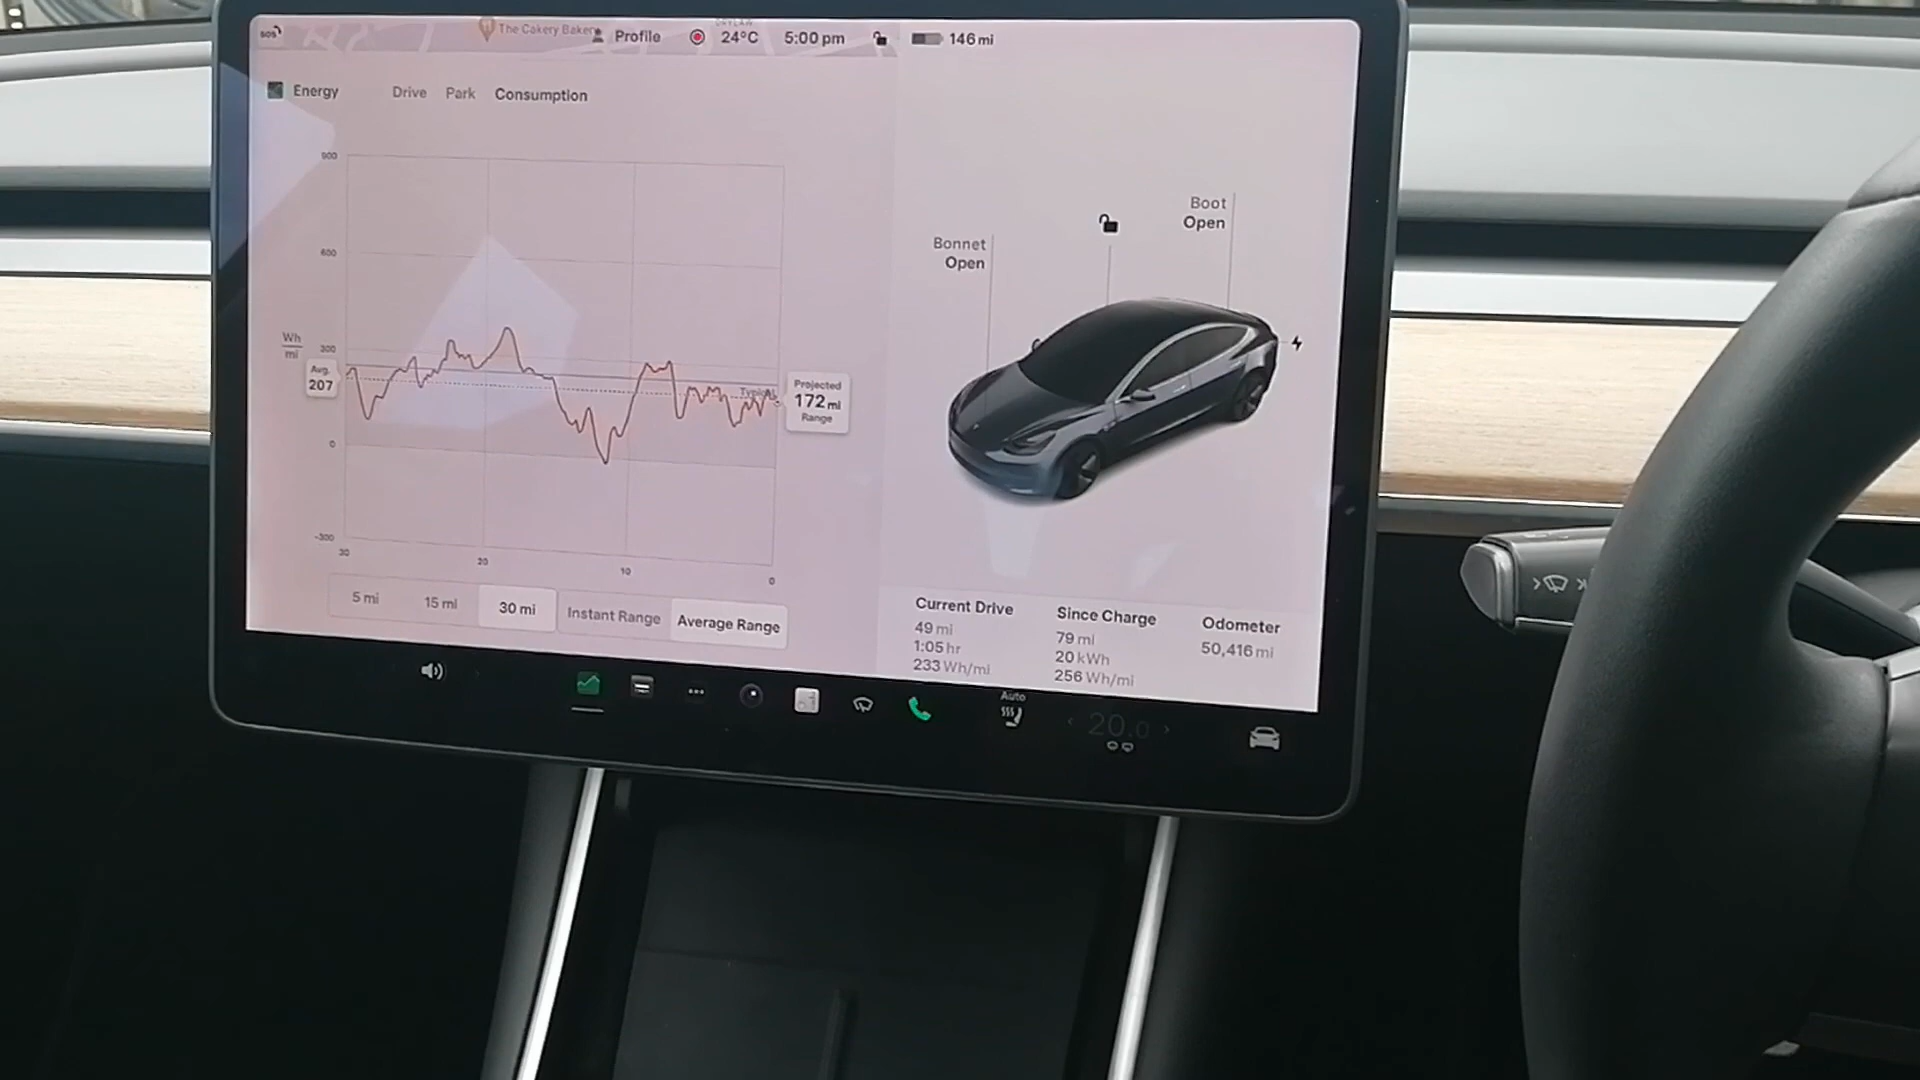 SOS
The Cakery Bakery
Profile
24°C
5:00 pm
146 mi
Energy
Drive Park Consumption
900
600
Wh
mi
300
Avg.
207
0
-300
30 20 10 0
Typical
Projected
172 mi
Range
5 mi 15 mi 30 mi Instant Range Average Range
Boot
Open
Bonnet
Open
Current Drive
49 mi
1:05 hr
233 Wh/mi
Since Charge
79 mi
20 kWh
256 Wh/mi
Odometer
50,416 mi
Auto
20.0